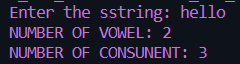 Enter the sstring: hello
NUMBER OF VOWEL: 2
NUMBER OF CONSUNENT: 3